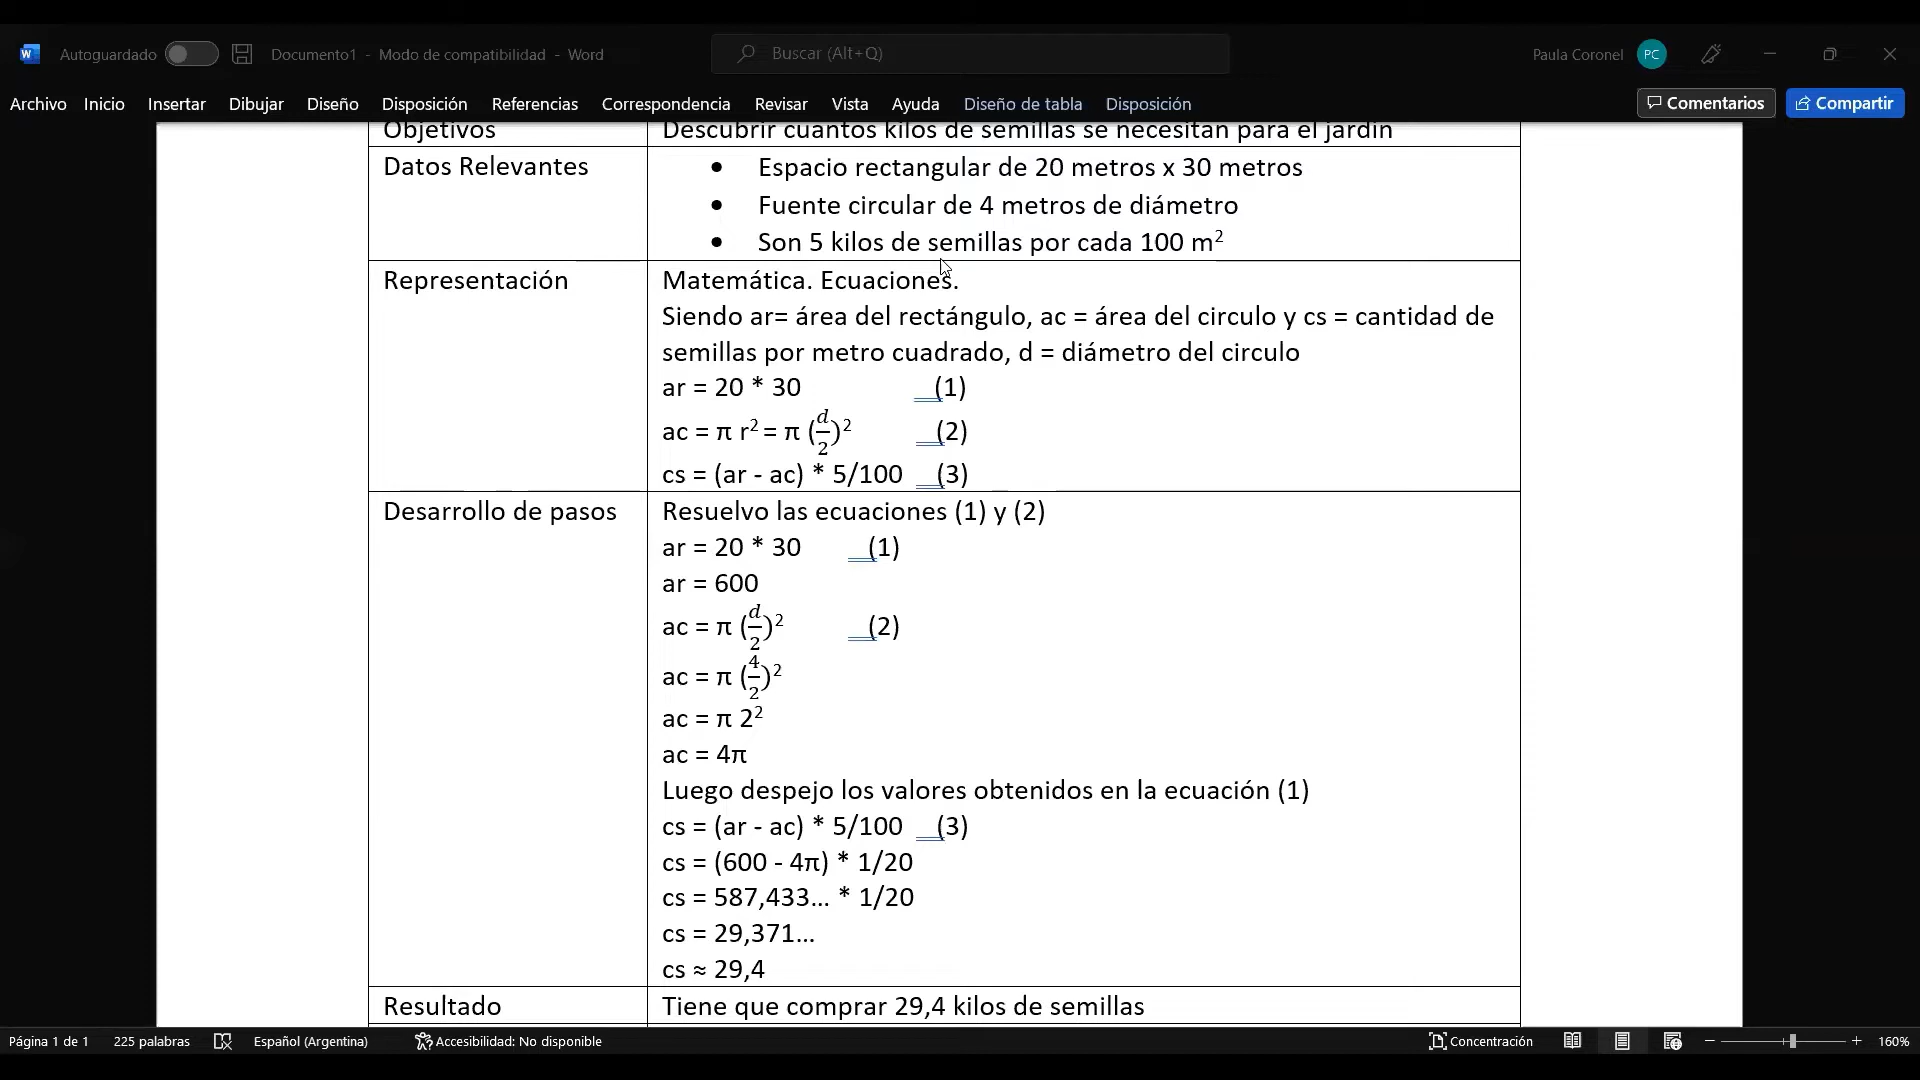 Autoguardado Documento1 - Modo de compatibilidad - Word Buscar (Alt+Q) Paula Coronel PC
Archivo Inicio Insertar Dibujar Diseño Disposición Referencias Correspondencia Revisar Vista Ayuda Diseño de tabla Disposición Comentarios Compartir
Objetivos Descubrir cuantos kilos de semillas se necesitan para el jardin
Datos Relevantes • Espacio rectangular de 20 metros x 30 metros
• Fuente circular de 4 metros de diámetro
• Son 5 kilos de semillas por cada 100 m²
Representación Matemática. Ecuaciones.
Siendo ar= área del rectángulo, ac = área del circulo y cs = cantidad de
semillas por metro cuadrado, d = diámetro del circulo
ar = 20 * 30 __(1)
ac = π r² = π (d/2)² __(2)
cs = (ar - ac) * 5/100 __(3)
Desarrollo de pasos Resuelvo las ecuaciones (1) y (2)
ar = 20 * 30 __(1)
ar = 600
ac = π (d/2)² __(2)
ac = π (4/2)²
ac = π 2²
ac = 4π
Luego despejo los valores obtenidos en la ecuación (1)
cs = (ar - ac) * 5/100 __(3)
cs = (600 - 4π) * 1/20
cs = 587,433... * 1/20
cs = 29,371...
cs ≈ 29,4
Resultado Tiene que comprar 29,4 kilos de semillas
Página 1 de 1 225 palabras Español (Argentina) Accesibilidad: No disponible Concentración 160%